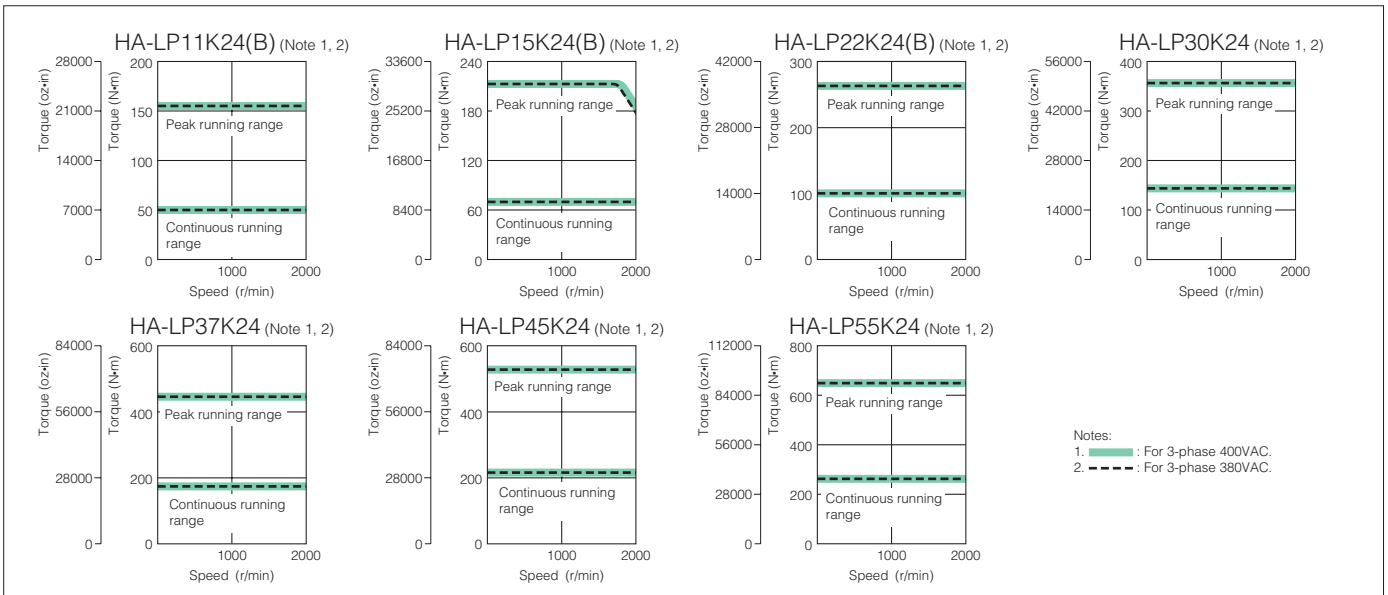 HA-LP11K24(B) (Note 1, 2)
Torque (oz•in)
28000
21000
14000
7000
0
Torque (N•m)
200
150
100
50
0
Peak running range
Continuous running
range
1000
2000
Speed (r/min)
HA-LP15K24(B) (Note 1, 2)
Torque (oz•in)
33600
25200
16800
8400
0
Torque (N•m)
240
180
120
60
0
Peak running range
Continuous running
range
1000
2000
Speed (r/min)
HA-LP22K24(B) (Note 1, 2)
Torque (oz•in)
42000
28000
14000
0
Torque (N•m)
300
200
100
0
Peak running range
Continuous running
range
1000
2000
Speed (r/min)
HA-LP30K24 (Note 1, 2)
Torque (oz•in)
56000
42000
28000
14000
0
Torque (N•m)
400
300
200
100
0
Peak running range
Continuous running
range
1000
2000
Speed (r/min)
HA-LP37K24 (Note 1, 2)
Torque (oz•in)
84000
56000
28000
0
Torque (N•m)
600
400
200
0
Peak running range
Continuous running
range
1000
2000
Speed (r/min)
HA-LP45K24 (Note 1, 2)
Torque (oz•in)
84000
56000
28000
0
Torque (N•m)
600
400
200
0
Peak running range
Continuous running
range
1000
2000
Speed (r/min)
HA-LP55K24 (Note 1, 2)
Torque (oz•in)
112000
84000
56000
28000
0
Torque (N•m)
800
600
400
200
0
Peak running range
Continuous running
range
1000
2000
Speed (r/min)
Notes:
1. : For 3-phase 400VAC.
2. : For 3-phase 380VAC.